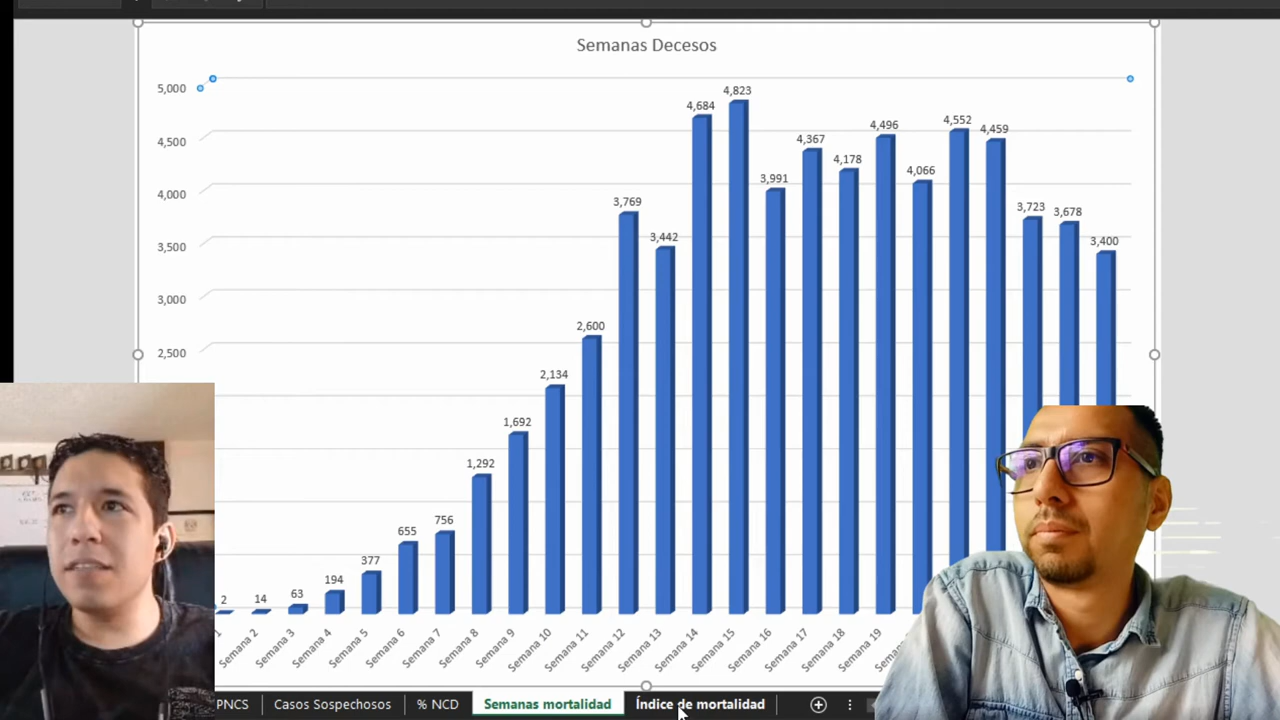 Semanas Decesos
5,000
4,500
4,000
3,500
3,000
2,500
2
14
63
194
377
655
756
1,292
1,692
2,134
2,600
3,769
3,442
4,684
4,823
3,991
4,367
4,178
4,496
4,066
4,552
4,459
3,723
3,678
3,400
1
Semana 2
Semana 3
Semana 4
Semana 5
Semana 6
Semana 7
Semana 8
Semana 9
Semana 10
Semana 11
Semana 12
Semana 13
Semana 14
Semana 15
Semana 16
Semana 17
Semana 18
Semana 19
PNCS Casos Sospechosos % NCD Semanas mortalidad Índice de mortalidad